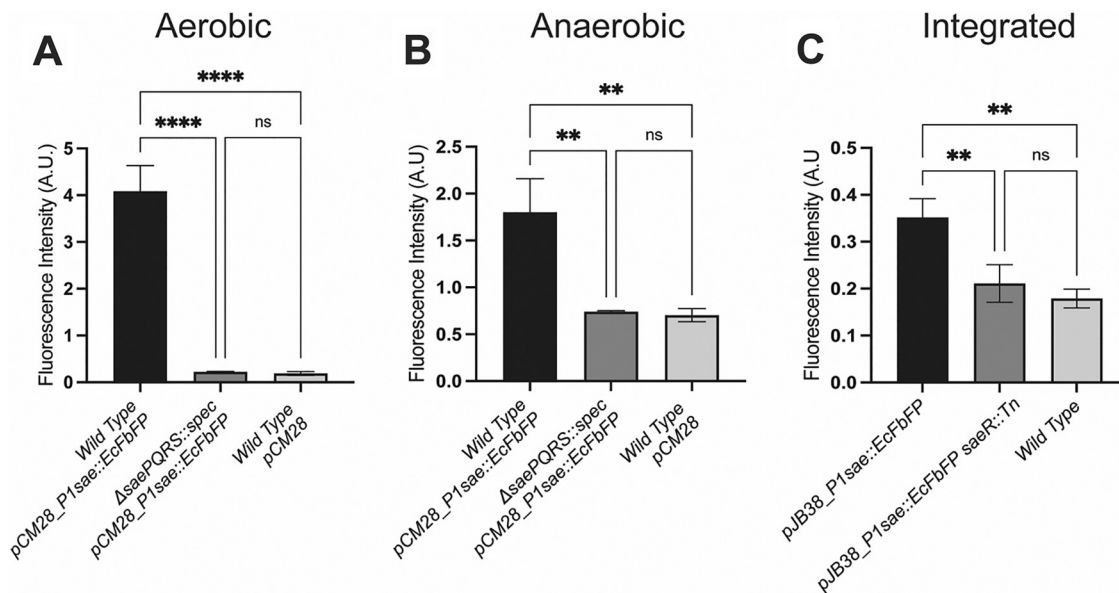 Aerobic
A
****
****
ns
Fluorescence Intensity (A.U.)
5
4
3
2
1
0
Wild Type
pCM28_P1sae::EcFbFP
ΔsaePQRS::spec
pCM28_P1sae::EcFbFP
Wild Type
pCM28
Anaerobic
B
**
**
ns
Fluorescence Intensity (A.U)
2.5
2.0
1.5
1.0
0.5
0.0
Wild Type
pCM28_P1sae::EcFbFP
ΔsaePQRS::spec
pCM28_P1sae::EcFbFP
Wild Type
pCM28
Integrated
C
**
**
ns
Fluorescence Intensity (A.U
0.5
0.4
0.3
0.2
0.1
0.0
pJB38_P1sae::EcFbFP
pJB38_P1sae::EcFbFP saeR::Tn
Wild Type